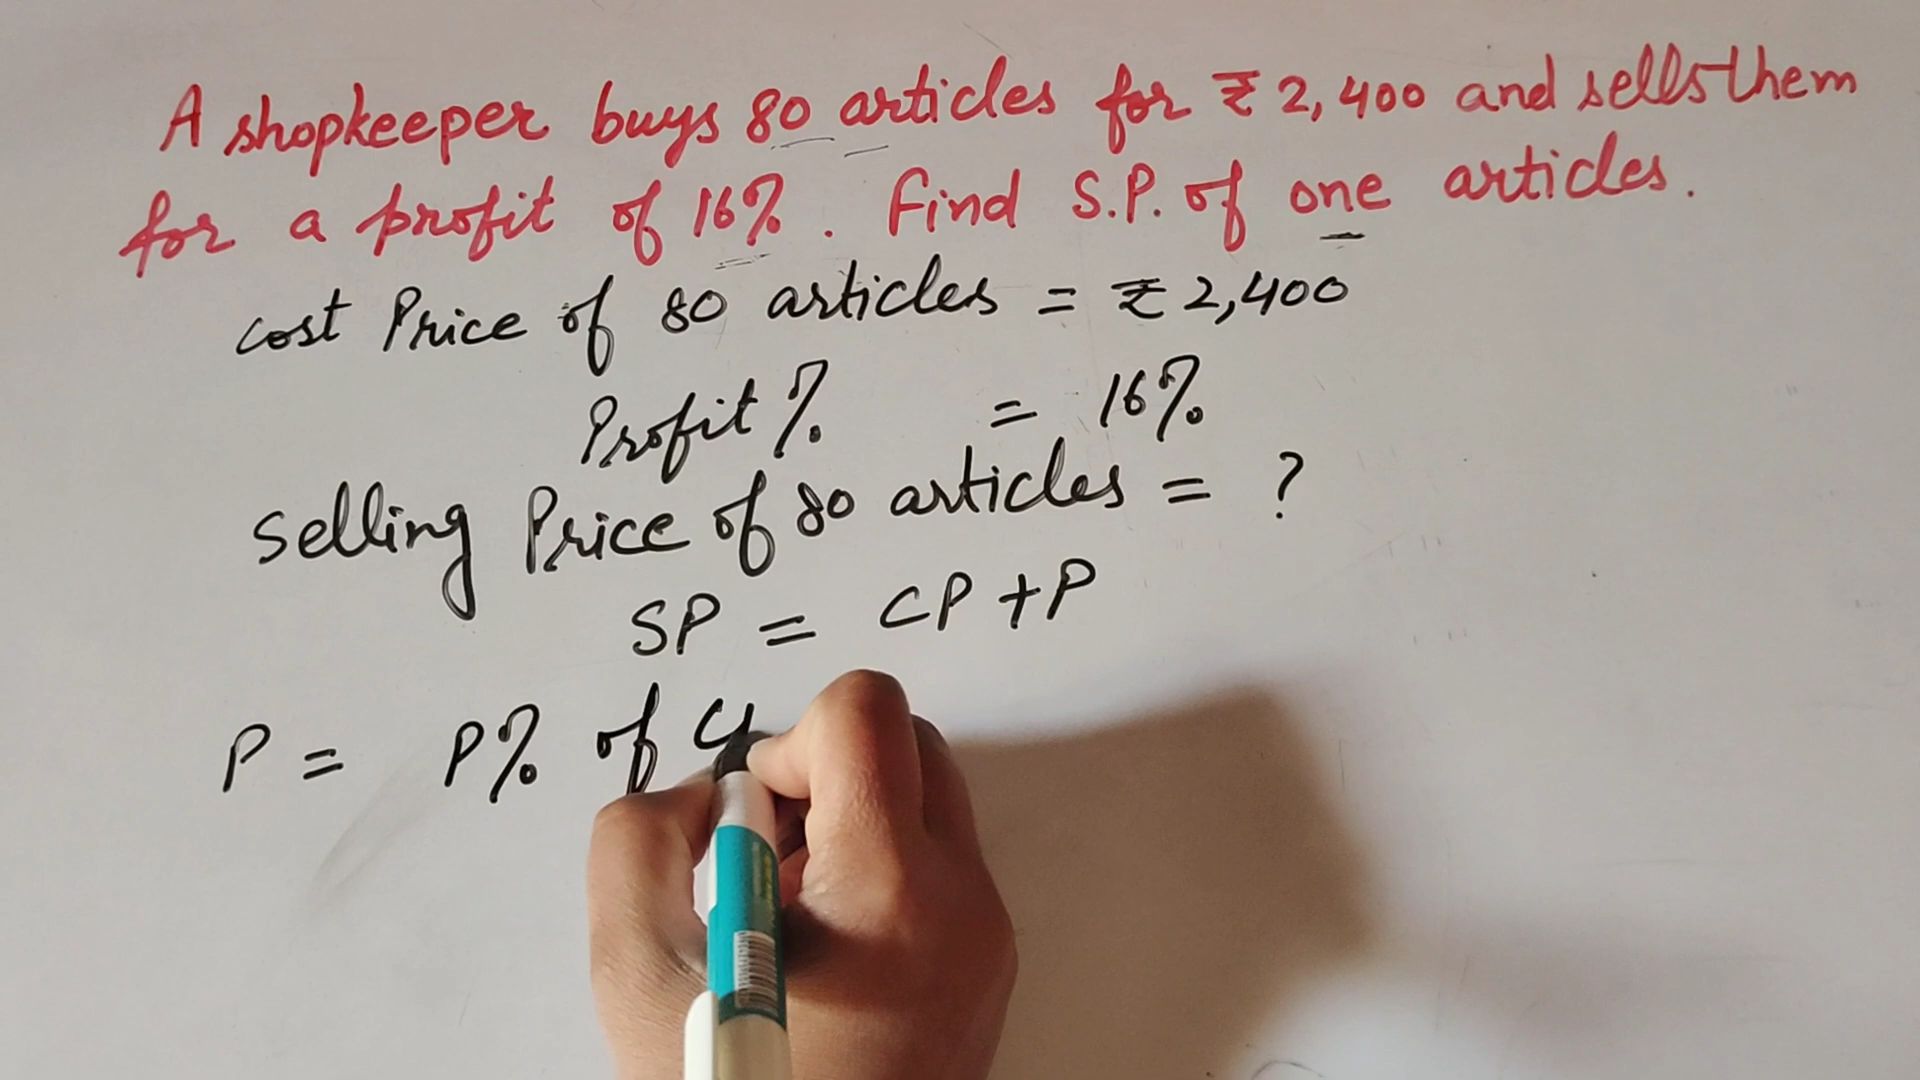 A shopkeeper buys 80 articles for ₹ 2,400 and sells them
for a profit of 16%. Find S.P. of one articles.
cost Price of 80 articles = ₹ 2,400
Profit % = 16%
Selling Price of 80 articles = ?
SP = CP + P
P = P% of